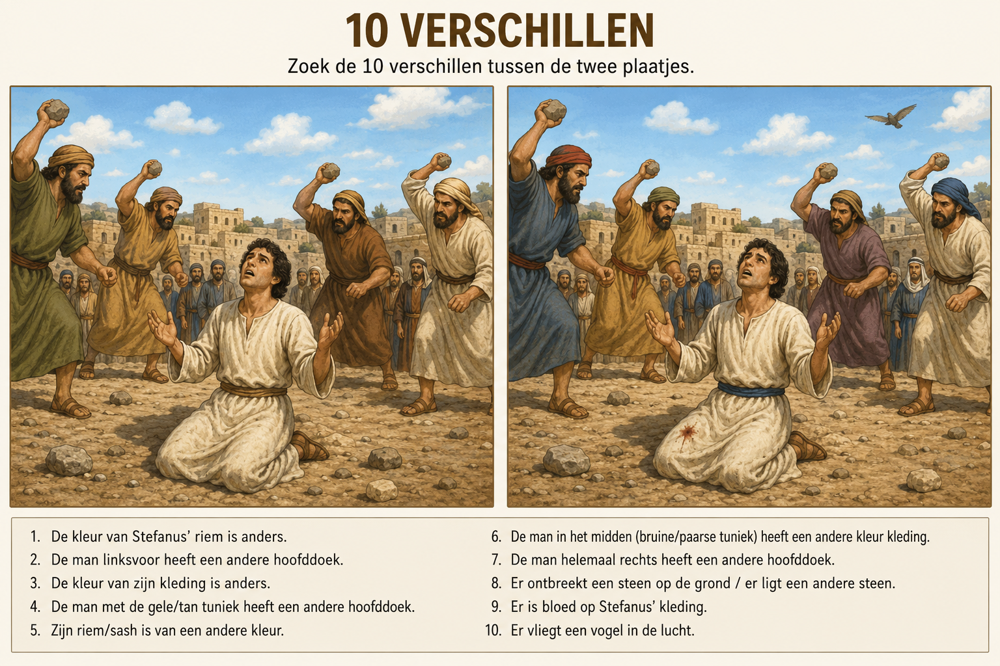 10 VERSCHILLEN
Zoek de 10 verschillen tussen de twee plaatjes.
1. De kleur van Stefanus’ riem is anders.
2. De man linksvoor heeft een andere hoofddoek.
3. De kleur van zijn kleding is anders.
4. De man met de gele/tan tuniek heeft een andere hoofddoek.
5. Zijn riem/sash is van een andere kleur.
6. De man in het midden (bruine/paarse tuniek) heeft een andere kleur kleding.
7. De man helemaal rechts heeft een andere hoofddoek.
8. Er ontbreekt een steen op de grond / er ligt een andere steen.
9. Er is bloed op Stefanus’ kleding.
10. Er vliegt een vogel in de lucht.